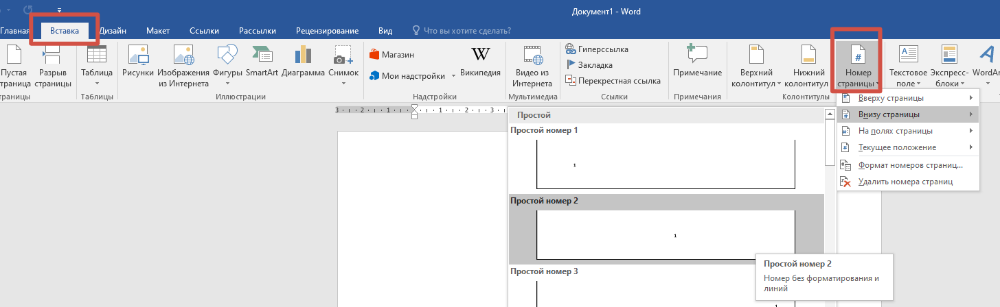 Документ1 - Word
Главная Вставка Дизайн Макет Ссылки Рассылки Рецензирование Вид Что вы хотите сделать?
Пустая
траница
Разрыв
страницы
траницы
Таблица
Таблицы
Рисунки
Изображения
из Интернета
Фигуры
SmartArt
Диаграмма
Снимок
Иллюстрации
Магазин
Мои надстройки
W
Википедия
Надстройки
Видео из
Интернета
Мультимедиа
Гиперссылка
Закладка
Перекрестная ссылка
Ссылки
Примечание
Примечания
Верхний
колонтитул
Нижний
колонтитул
#
Номер
страницы
Колонтитулы
A
Текстовое
поле
Экспресс-
блоки
A
WordAr
Вверху страницы
Внизу страницы
На полях страницы
Текущее положение
Формат номеров страниц...
Удалить номера страниц
3 2 1 1 2 3
Простой
Простой номер 1
1
Простой номер 2
1
Простой номер 3
1
Простой номер 2
Номер без форматирования и
линий